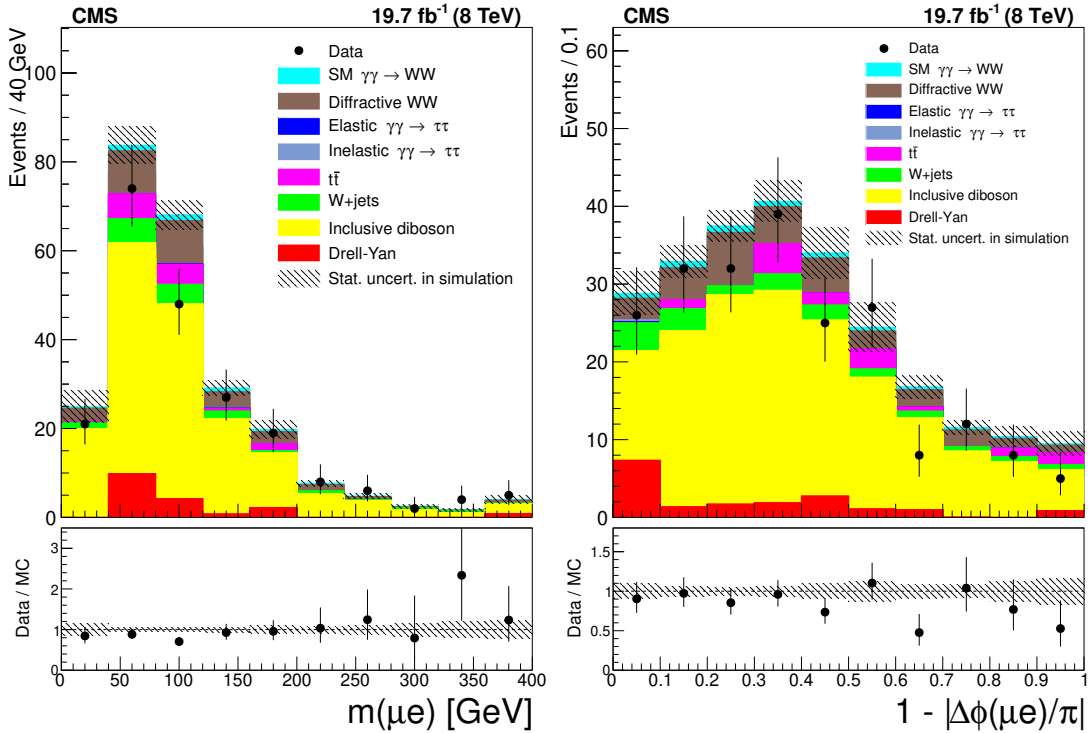 CMS 19.7 fb⁻¹ (8 TeV)
Events / 40 GeV
100
80
60
40
20
0
Data
SM γγ → WW
Diffractive WW
Elastic γγ → ττ
Inelastic γγ → ττ
tt̄
W+jets
Inclusive diboson
Drell-Yan
Stat. uncert. in simulation
Data / MC
3
2
1
0
0 50 100 150 200 250 300 350 400
m(μe) [GeV]
CMS 19.7 fb⁻¹ (8 TeV)
Events / 0.1
60
50
40
30
20
10
0
Data
SM γγ → WW
Diffractive WW
Elastic γγ → ττ
Inelastic γγ → ττ
tt̄
W+jets
Inclusive diboson
Drell-Yan
Stat. uncert. in simulation
Data / MC
1.5
1
0.5
0
0 0.1 0.2 0.3 0.4 0.5 0.6 0.7 0.8 0.9 1
1 - |Δϕ(μe)/π|